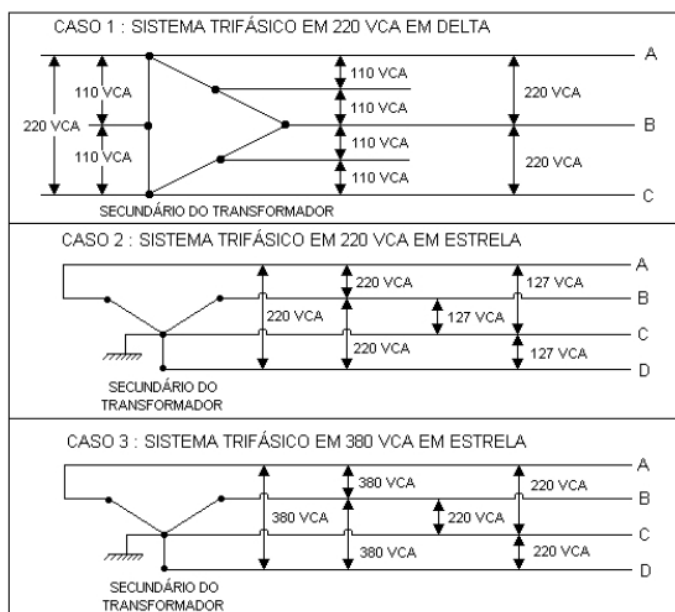 CASO 1 : SISTEMA TRIFÁSICO EM 220 VCA EM DELTA
A
110 VCA
110 VCA
110 VCA
220 VCA
220 VCA
B
110 VCA
110 VCA
220 VCA
110 VCA
C
SECUNDÁRIO DO TRANSFORMADOR
CASO 2 : SISTEMA TRIFÁSICO EM 220 VCA EM ESTRELA
A
220 VCA
127 VCA
B
220 VCA
127 VCA
C
220 VCA
127 VCA
D
SECUNDÁRIO DO
TRANSFORMADOR
CASO 3 : SISTEMA TRIFÁSICO EM 380 VCA EM ESTRELA
A
380 VCA
220 VCA
B
380 VCA
220 VCA
C
380 VCA
220 VCA
D
SECUNDÁRIO DO
TRANSFORMADOR